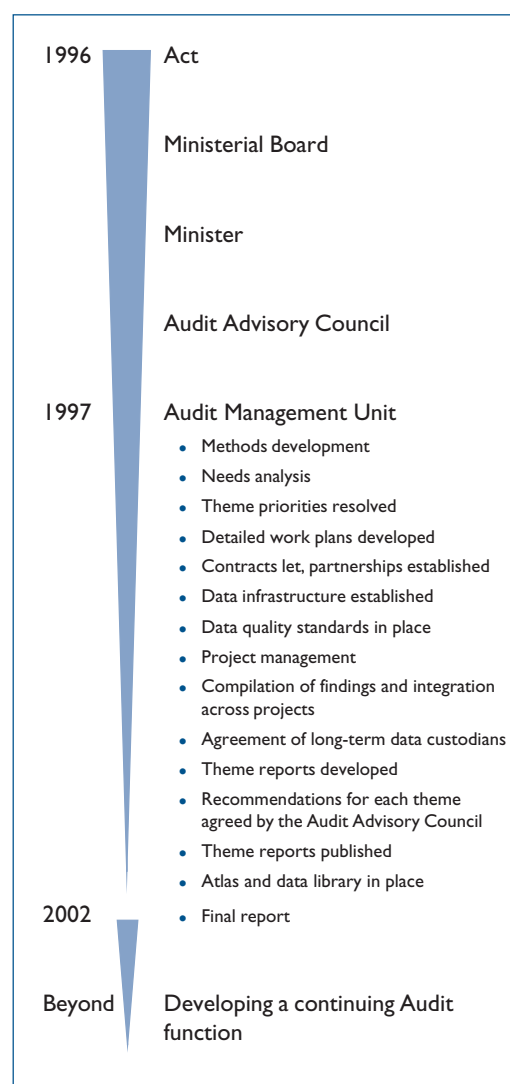 1996 Act
Ministerial Board
Minister
Audit Advisory Council
1997 Audit Management Unit
• Methods development
• Needs analysis
• Theme priorities resolved
• Detailed work plans developed
• Contracts let, partnerships established
• Data infrastructure established
• Data quality standards in place
• Project management
• Compilation of findings and integration
across projects
• Agreement of long-term data custodians
• Theme reports developed
• Recommendations for each theme
agreed by the Audit Advisory Council
• Theme reports published
• Atlas and data library in place
2002 • Final report
Beyond Developing a continuing Audit
function